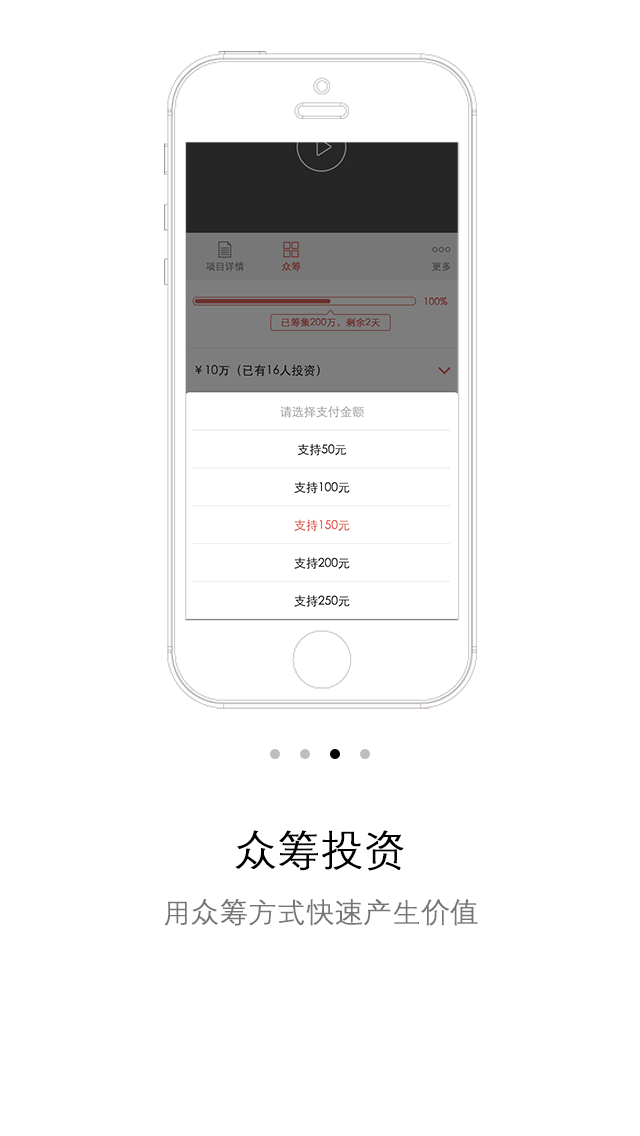 项目详情 众筹 更多
100%
已筹集200万，剩余2天
￥10万（已有16人投资）
请选择支付金额
支持50元
支持100元
支持150元
支持200元
支持250元
众筹投资
用众筹方式快速产生价值